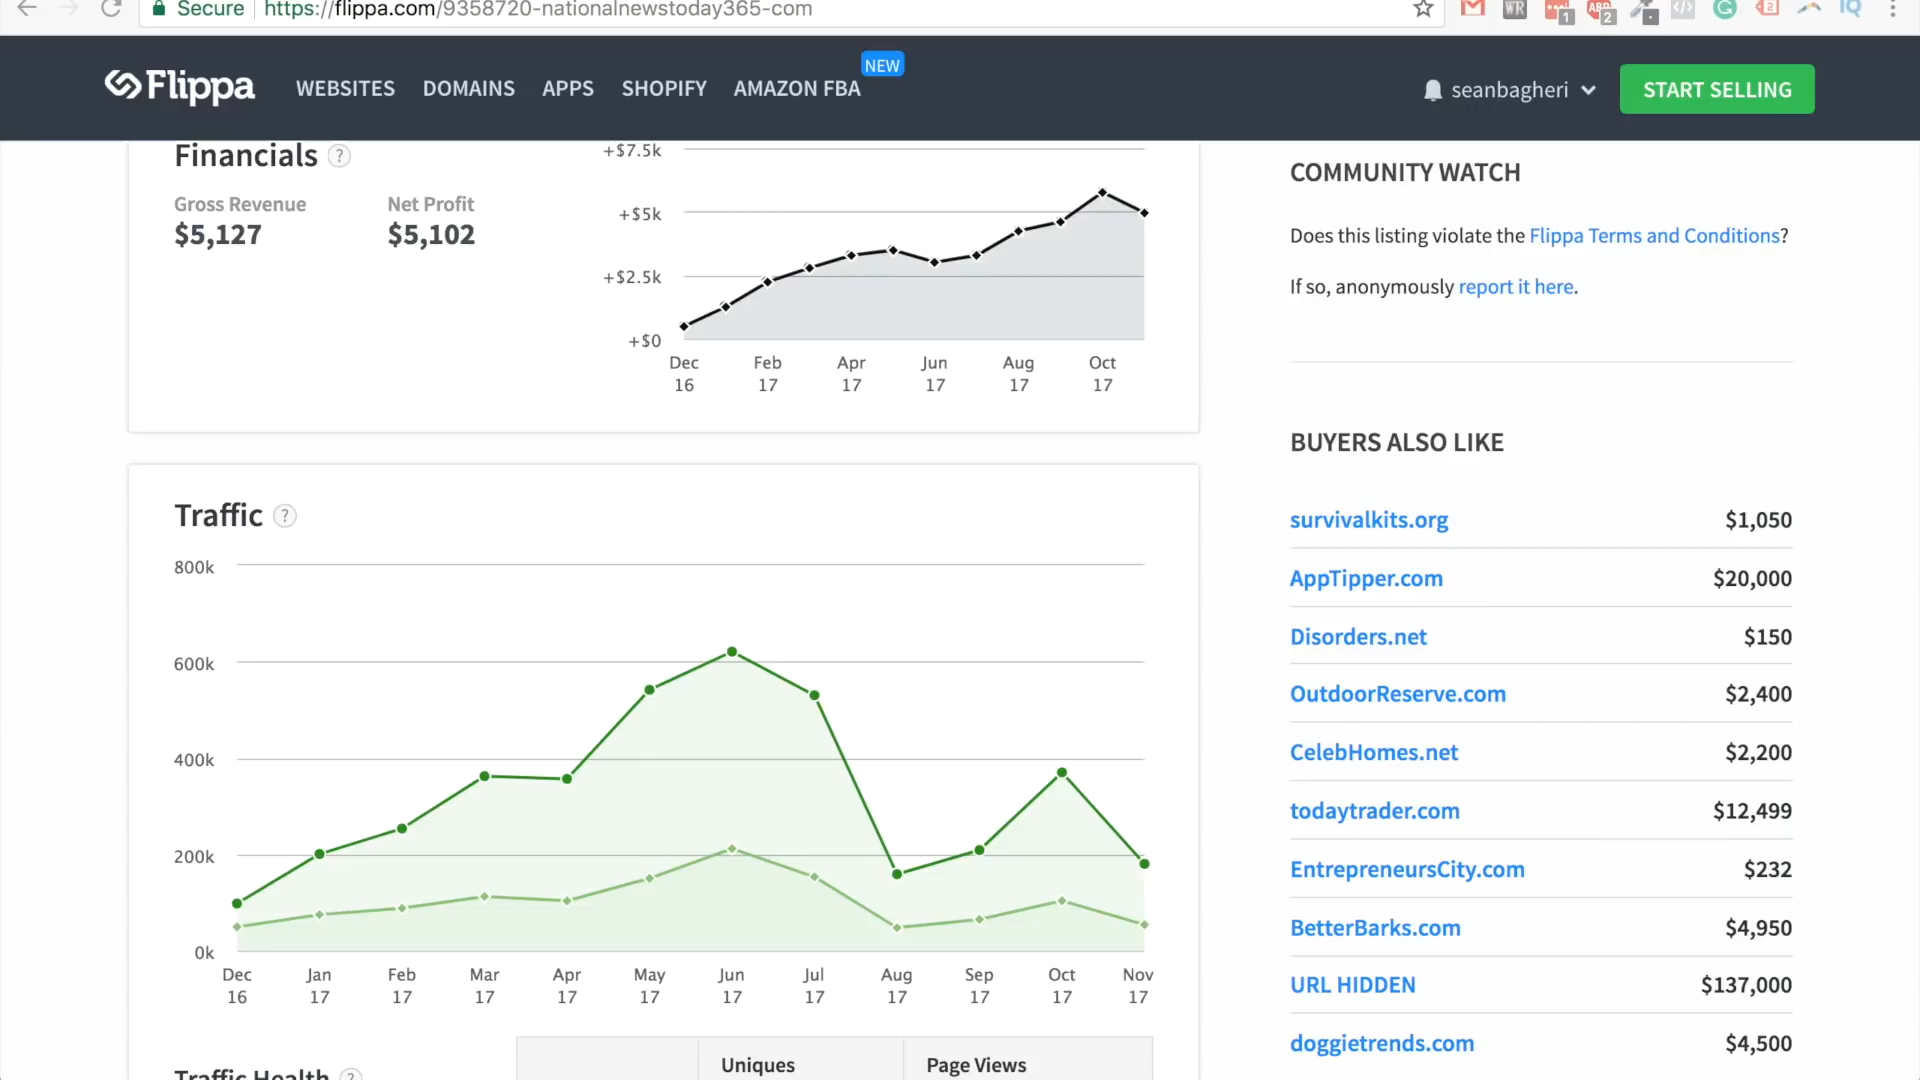 Secure
https://flippa.com/9358720-nationalnewstoday365-com
WR
1
ABP
2
2
IQ
Flippa
WEBSITES
DOMAINS
APPS
SHOPIFY
AMAZON FBA
NEW
seanbagheri
START SELLING
Financials ?
Gross Revenue
$5,127
Net Profit
$5,102
+$7.5k
+$5k
+$2.5k
+$0
Dec 16
Feb 17
Apr 17
Jun 17
Aug 17
Oct 17
Traffic ?
800k
600k
400k
200k
0k
Dec 16
Jan 17
Feb 17
Mar 17
Apr 17
May 17
Jun 17
Jul 17
Aug 17
Sep 17
Oct 17
Nov 17
Traffic Health ?
Uniques
Page Views
COMMUNITY WATCH
Does this listing violate the Flippa Terms and Conditions?
If so, anonymously report it here.
BUYERS ALSO LIKE
survivalkits.org $1,050
AppTipper.com $20,000
Disorders.net $150
OutdoorReserve.com $2,400
CelebHomes.net $2,200
todaytrader.com $12,499
EntrepreneursCity.com $232
BetterBarks.com $4,950
URL HIDDEN $137,000
doggietrends.com $4,500